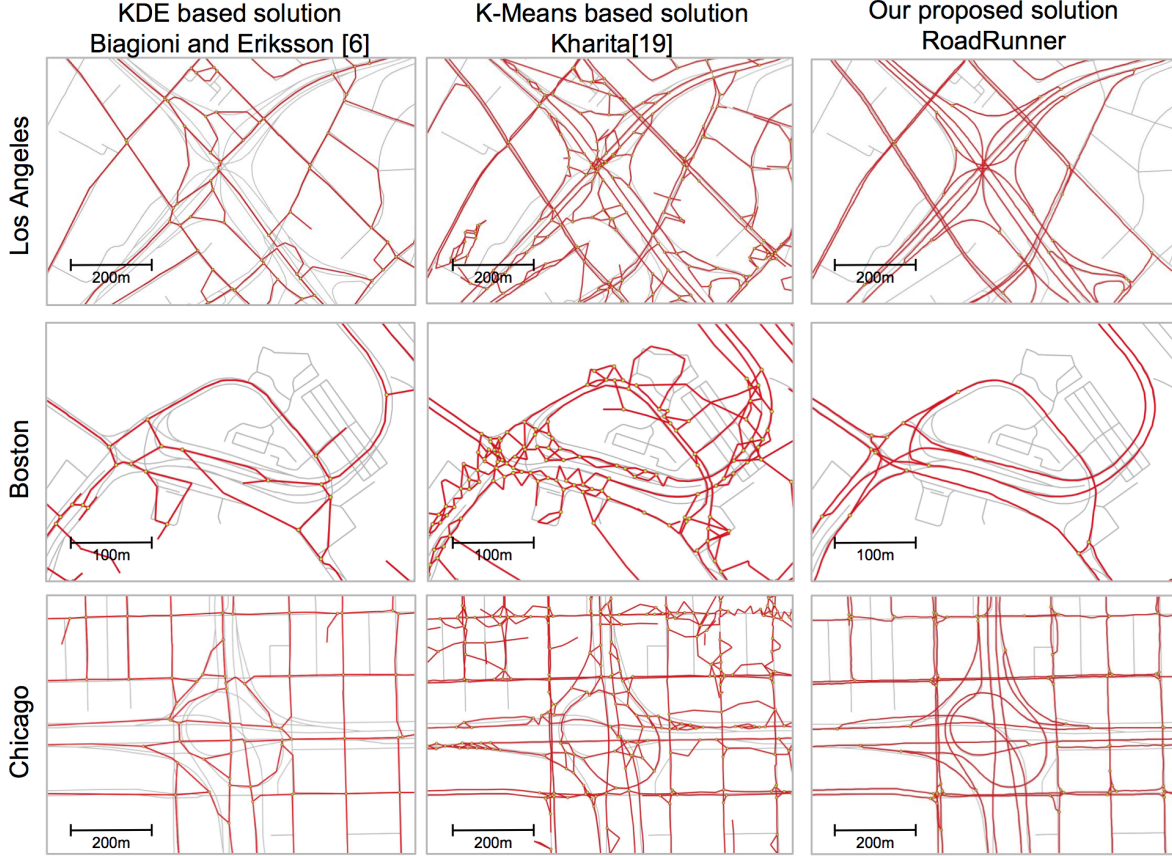 KDE based solution
Biagioni and Eriksson [6]
K-Means based solution
Kharita[19]
Our proposed solution
RoadRunner
Los Angeles
200m
200m
200m
Boston
100m
100m
100m
Chicago
200m
200m
200m